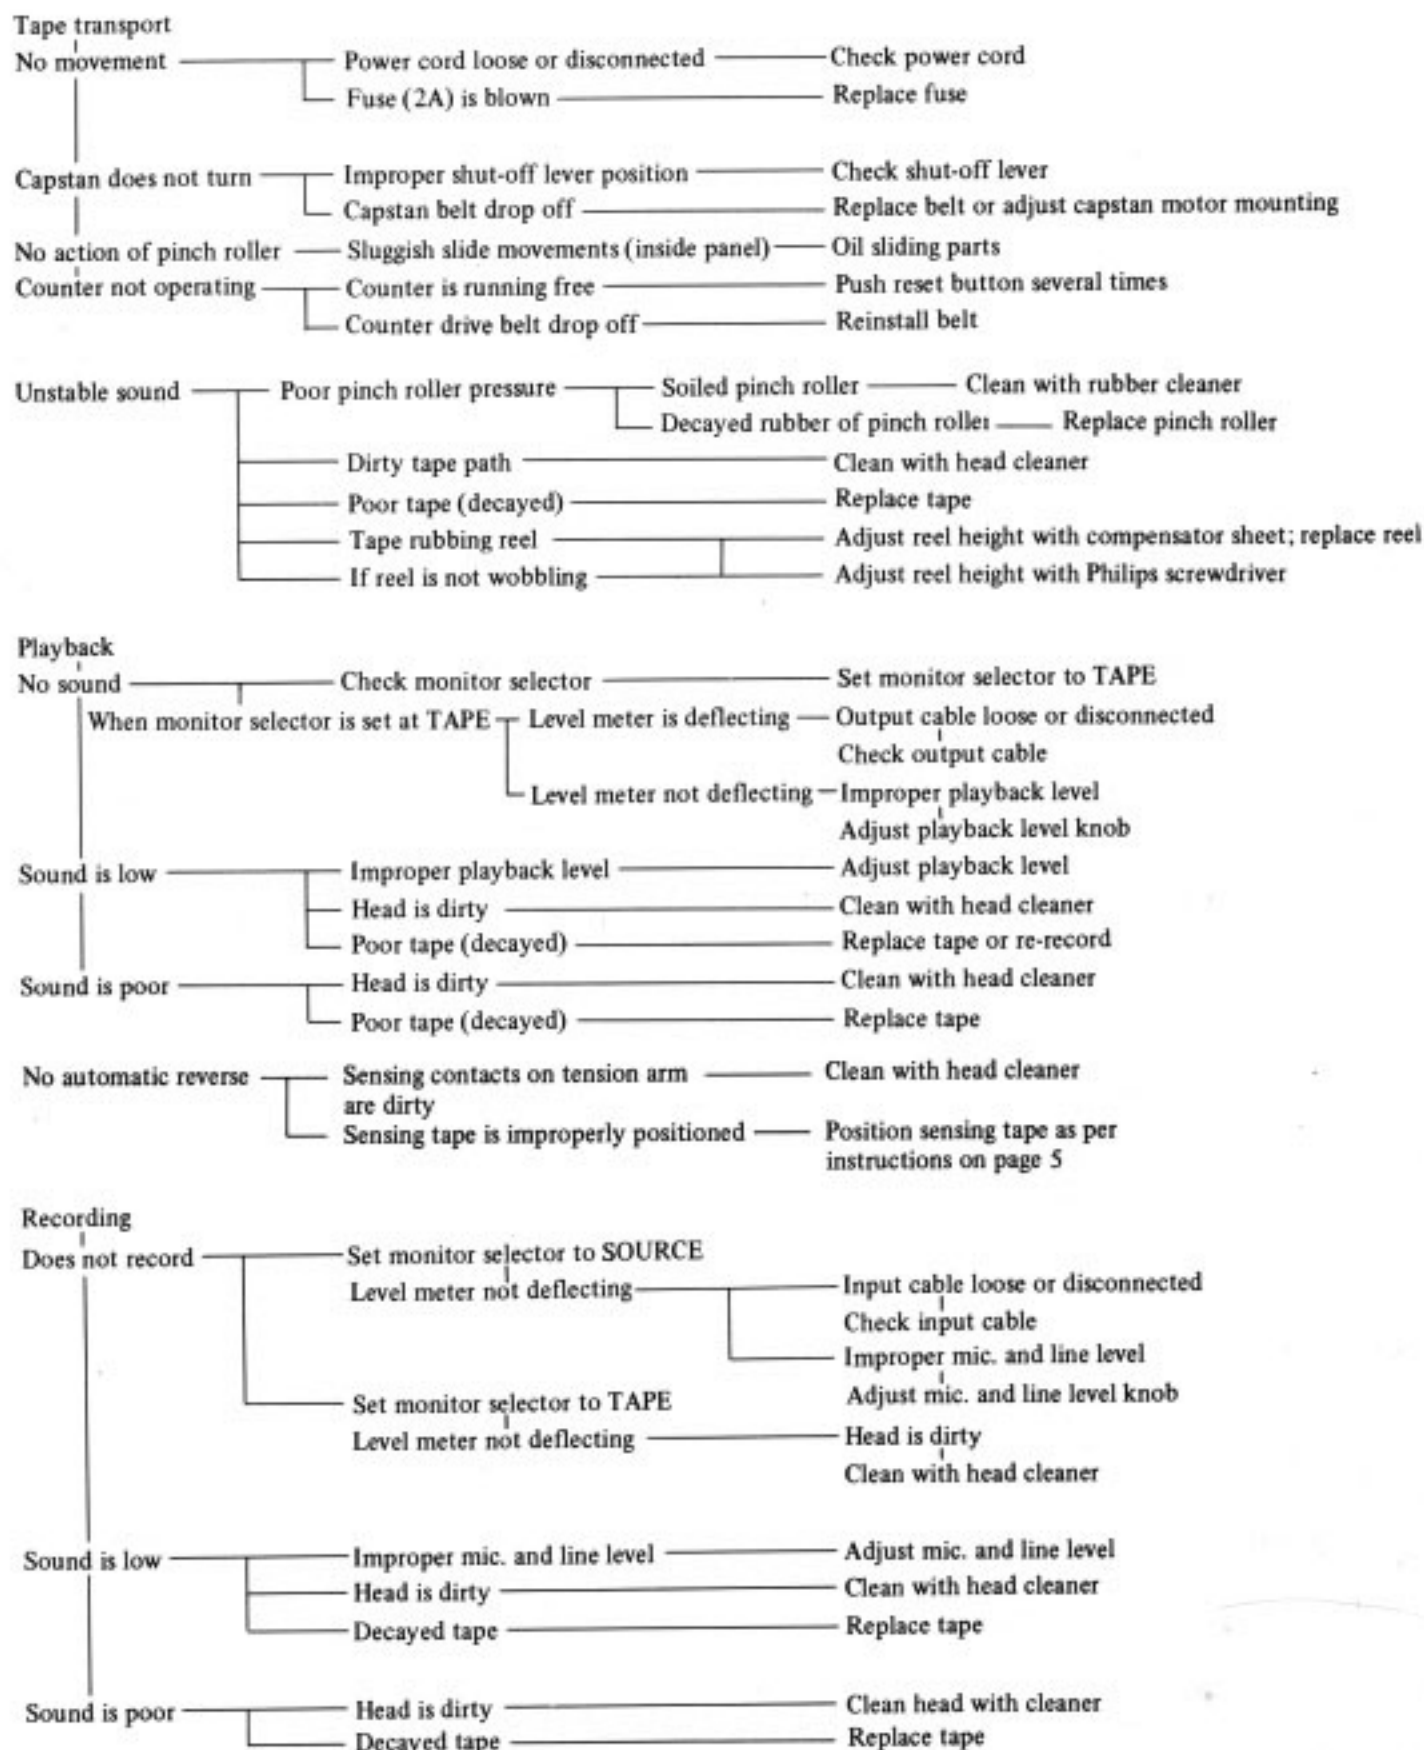 Tape transport
No movement Power cord loose or disconnected Check power cord
Fuse (2A) is blown Replace fuse
Capstan does not turn Improper shut-off lever position Check shut-off lever
Capstan belt drop off Replace belt or adjust capstan motor mounting
No action of pinch roller Sluggish slide movements (inside panel) Oil sliding parts
Counter not operating Counter is running free Push reset button several times
Counter drive belt drop off Reinstall belt
Unstable sound Poor pinch roller pressure Soiled pinch roller Clean with rubber cleaner
Decayed rubber of pinch roller Replace pinch roller
Dirty tape path Clean with head cleaner
Poor tape (decayed) Replace tape
Tape rubbing reel Adjust reel height with compensator sheet; replace reel
If reel is not wobbling Adjust reel height with Philips screwdriver
Playback
No sound Check monitor selector Set monitor selector to TAPE
When monitor selector is set at TAPE Level meter is deflecting Output cable loose or disconnected
Check output cable
Level meter not deflecting Improper playback level
Adjust playback level knob
Sound is low Improper playback level Adjust playback level
Head is dirty Clean with head cleaner
Poor tape (decayed) Replace tape or re-record
Sound is poor Head is dirty Clean with head cleaner
Poor tape (decayed) Replace tape
No automatic reverse Sensing contacts on tension arm Clean with head cleaner
are dirty
Sensing tape is improperly positioned Position sensing tape as per
instructions on page 5
Recording
Does not record Set monitor selector to SOURCE
Level meter not deflecting Input cable loose or disconnected
Check input cable
Improper mic. and line level
Adjust mic. and line level knob
Set monitor selector to TAPE
Level meter not deflecting Head is dirty
Clean with head cleaner
Sound is low Improper mic. and line level Adjust mic. and line level
Head is dirty Clean with head cleaner
Decayed tape Replace tape
Sound is poor Head is dirty Clean head with cleaner
Decayed tape Replace tape